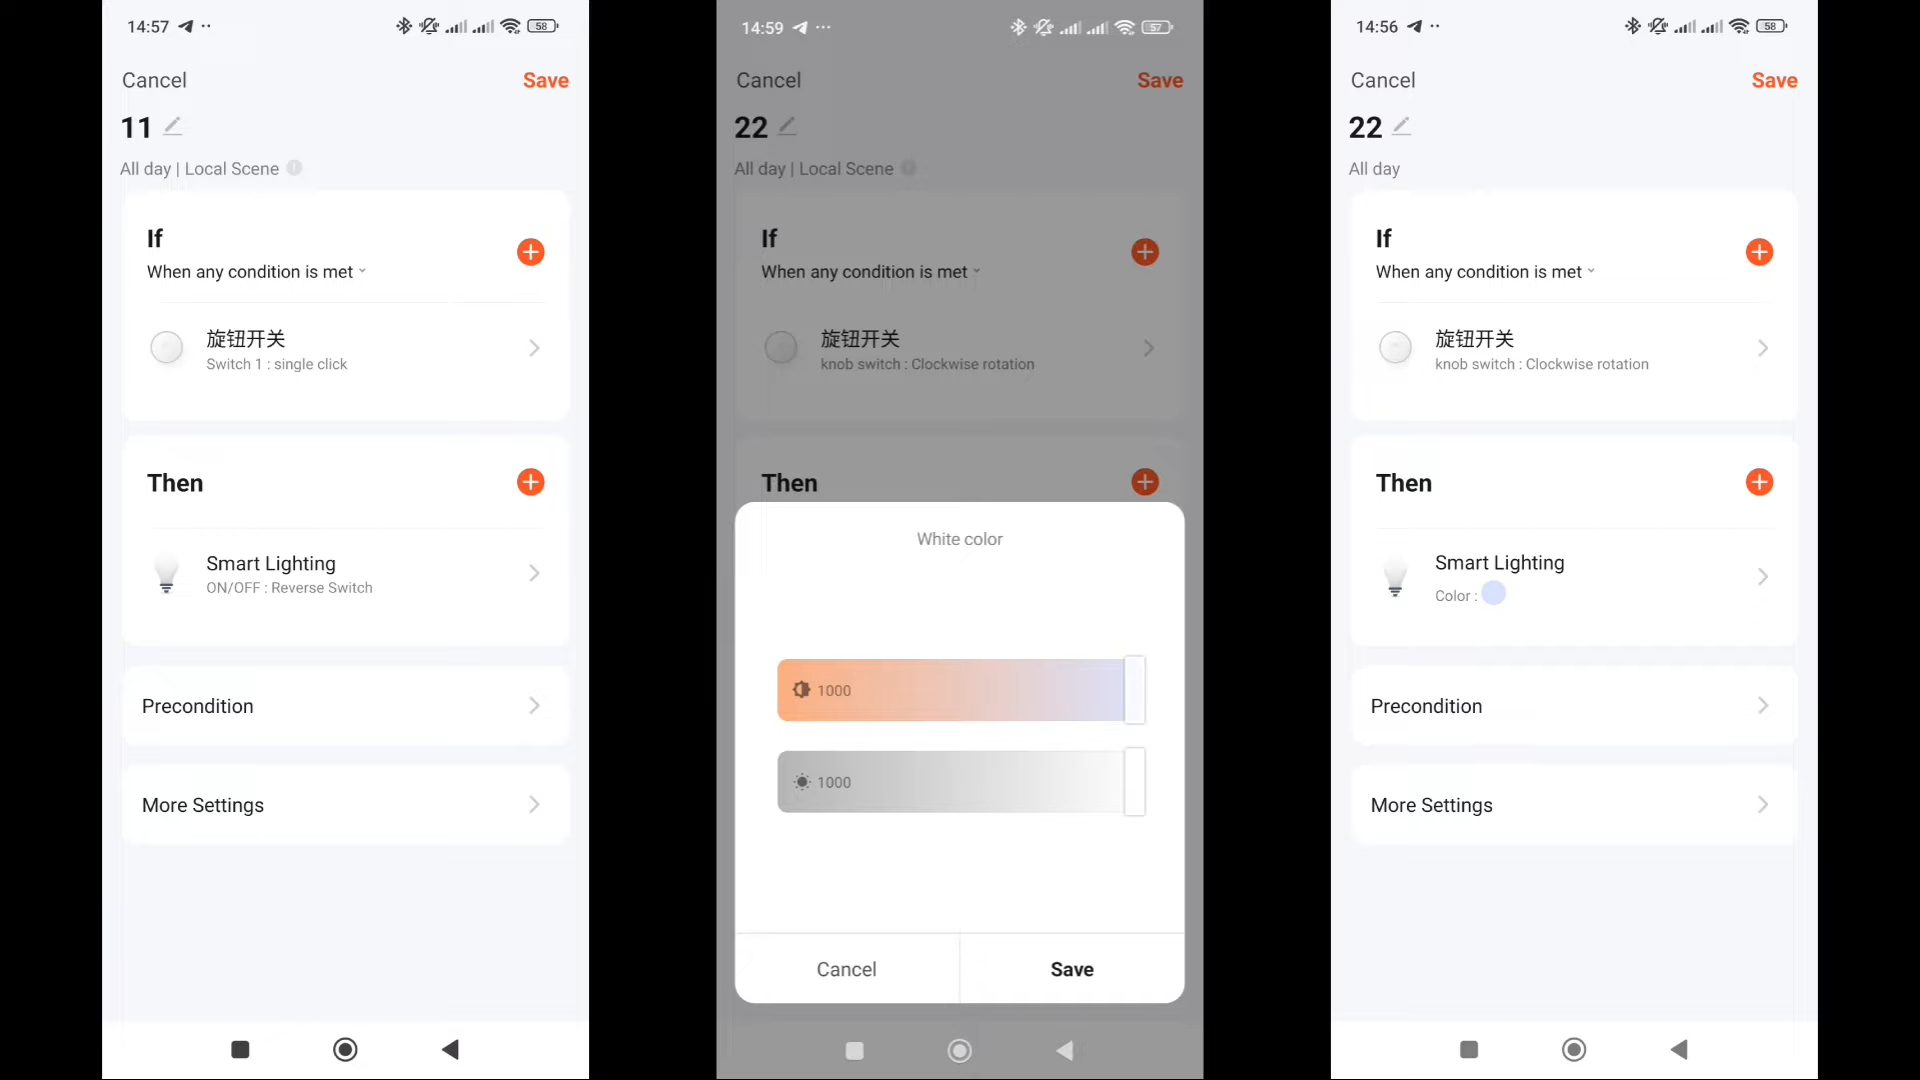 14:57
58
Cancel
Save
11
All day | Local Scene
If
When any condition is met
旋钮开关
Switch 1 : single click
Then
Smart Lighting
ON/OFF : Reverse Switch
Precondition
More Settings
14:59
57
Cancel
Save
22
All day | Local Scene
If
When any condition is met
旋钮开关
knob switch : Clockwise rotation
Then
White color
1000
1000
Cancel
Save
14:56
58
Cancel
Save
22
All day
If
When any condition is met
旋钮开关
knob switch : Clockwise rotation
Then
Smart Lighting
Color :
Precondition
More Settings